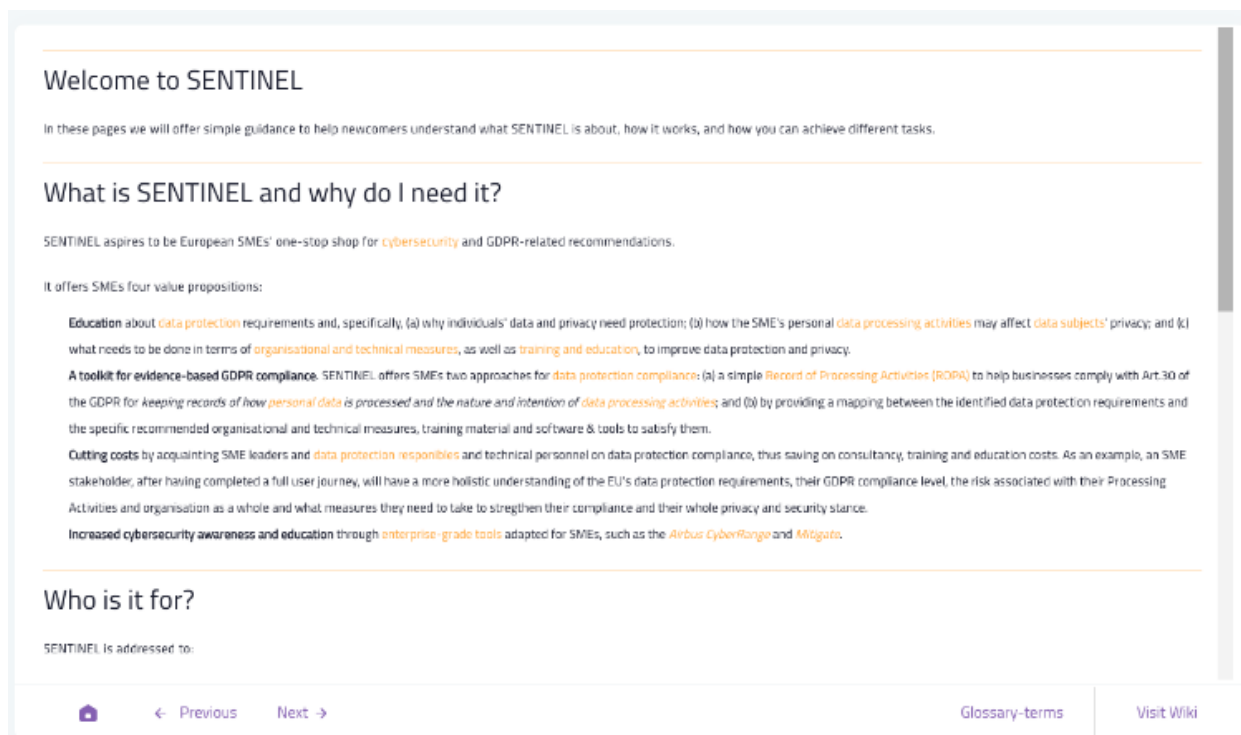 Welcome to SENTINEL
In these pages we will offer simple guidance to help newcomers understand what SENTINEL is about, how it works, and how you can achieve different tasks.
What is SENTINEL and why do I need it?
SENTINEL aspires to be European SMEs' one-stop shop for cybersecurity and GDPR-related recommendations.
It offers SMEs four value propositions:
Education about data protection requirements and, specifically, (a) why individuals' data and privacy need protection; (b) how the SME's personal data processing activities may affect data subjects' privacy; and (c)
what needs to be done in terms of organisational and technical measures, as well as training and education, to improve data protection and privacy.
A toolkit for evidence-based GDPR compliance. SENTINEL offers SMEs two approaches for data protection compliance: (a) a simple Record of Processing Activities (ROPA) to help businesses comply with Art.30 of
the GDPR for keeping records of how personal data is processed and the nature and intention of data processing activities; and (b) by providing a mapping between the identified data protection requirements and
the specific recommended organisational and technical measures, training material and software & tools to satisfy them.
Cutting costs by acquainting SME leaders and data protection responibles and technical personnel on data protection compliance, thus saving on consultancy, training and education costs. As an example, an SME
stakeholder, after having completed a full user journey, will have a more holistic understanding of the EU's data protection requirements, their GDPR compliance level, the risk associated with their Processing
Activities and organisation as a whole and what measures they need to take to stregthen their compliance and their whole privacy and security stance.
Increased cybersecurity awareness and education through enterprise-grade tools adapted for SMEs, such as the Airbus CyberRange and Mitigate.
Who is it for?
SENTINEL is addressed to:
← Previous Next → Glossary-terms Visit Wiki